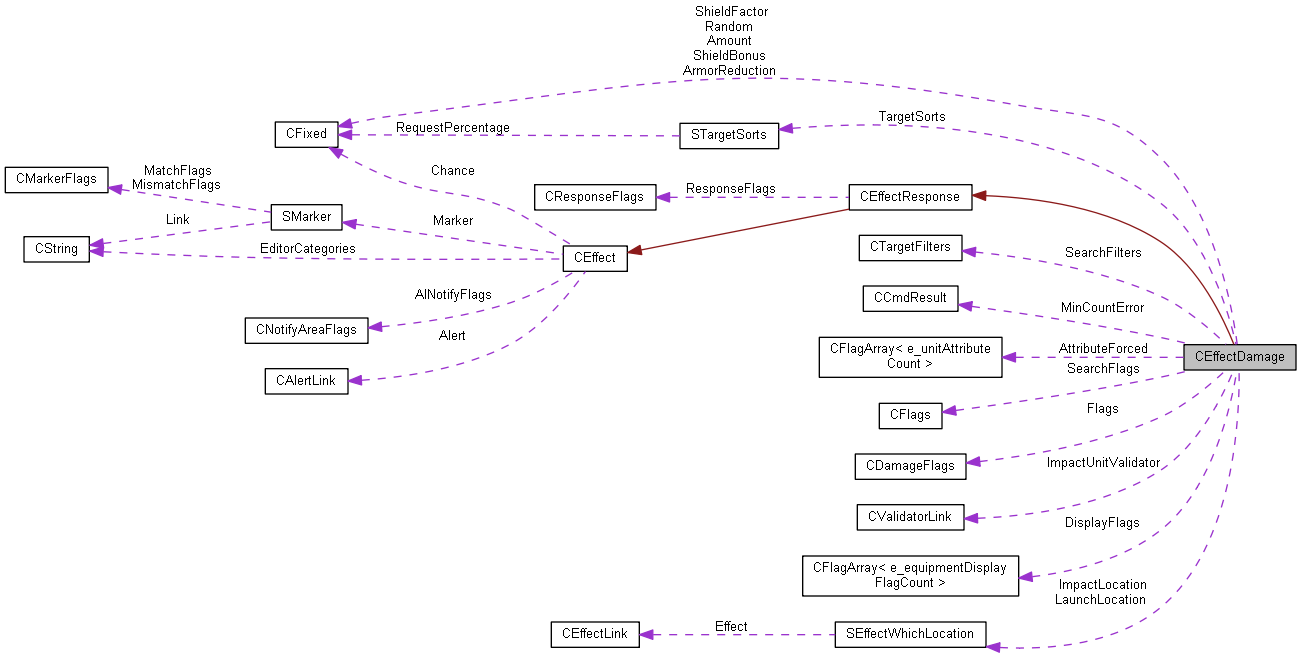 ShieldFactor
Random
Amount
ShieldBonus
ArmorReduction
CFixed
RequestPercentage
STargetSorts
TargetSorts
CMarkerFlags
MatchFlags
MismatchFlags
Chance
CResponseFlags
ResponseFlags
CEffectResponse
Link
SMarker
Marker
CString
EditorCategories
CEffect
CTargetFilters
SearchFilters
AINotifyFlags
CCmdResult
MinCountError
CNotifyAreaFlags
Alert
CFlagArray< e_unitAttribute
Count >
AttributeForced
CEffectDamage
SearchFlags
CAlertLink
CFlags
Flags
CDamageFlags
ImpactUnitValidator
CValidatorLink
DisplayFlags
CFlagArray< e_equipmentDisplay
FlagCount >
ImpactLocation
LaunchLocation
CEffectLink
Effect
SEffectWhichLocation